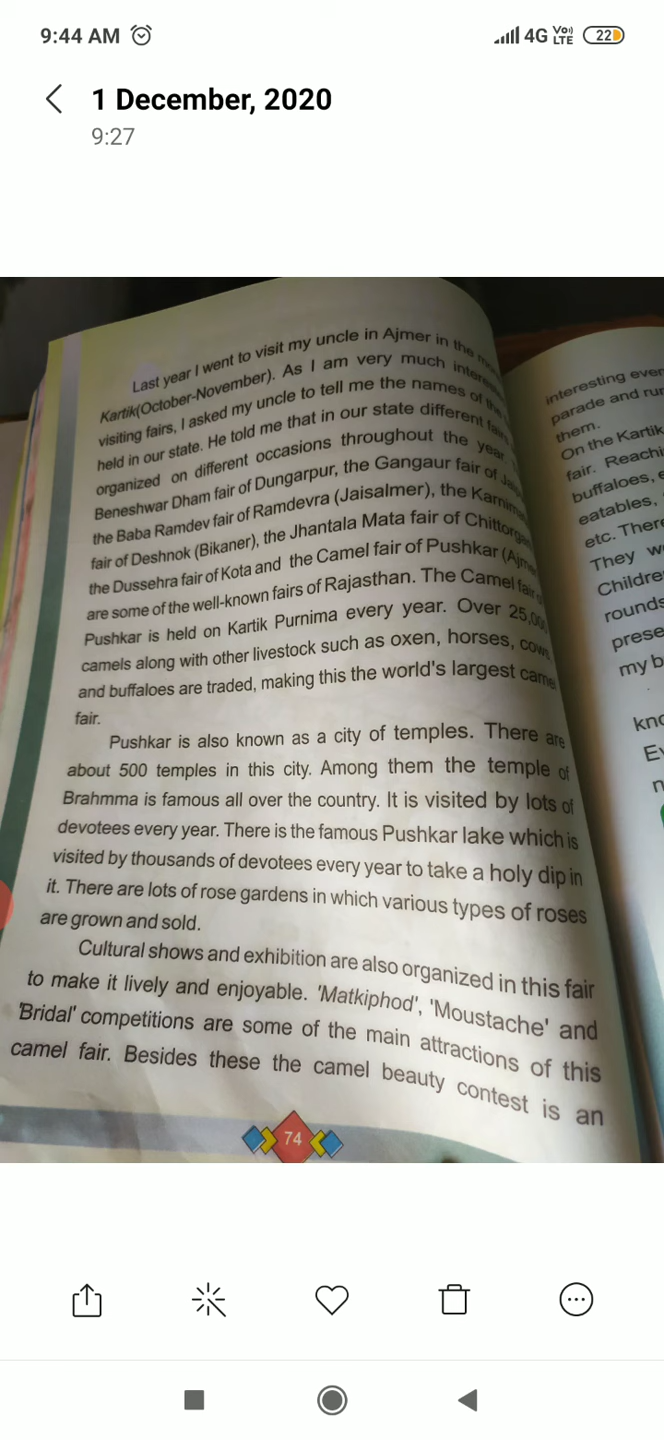 9:44 AM
4G Vo)) LTE 22
1 December, 2020
9:27
Last year I went to visit my uncle in Ajmer in the
Kartik(October-November). As I am very much
visiting fairs, I asked my uncle to tell me the names of
held in our state. He told me that in our state different
organized on different occasions throughout the year.
Beneshwar Dham fair of Dungarpur, the Gangaur fair of
the Baba Ramdev fair of Ramdevra (Jaisalmer), the
fair of Deshnok (Bikaner), the Jhantala Mata fair of
the Dussehra fair of Kota and the Camel fair of Pushkar
are some of the well-known fairs of Rajasthan. The Camel fair
Pushkar is held on Kartik Purnima every year. Over
camels along with other livestock such as oxen, horses,
and buffaloes are traded, making this the world's largest
fair.
Pushkar is also known as a city of temples. There are
about 500 temples in this city. Among them the temple of
Brahmma is famous all over the country. It is visited by lots of
devotees every year. There is the famous Pushkar lake which is
visited by thousands of devotees every year to take a holy dip in
it. There are lots of rose gardens in which various types of roses
are grown and sold.
Cultural shows and exhibition are also organized in this fair
to make it lively and enjoyable. 'Matkiphod', 'Moustache' and
'Bridal' competitions are some of the main attractions of this
camel fair. Besides these the camel beauty contest is an
74
interesting
parade and
them.
On the Kartik
fair.
buffaloes,
eatables,
etc.
They
rounds
my